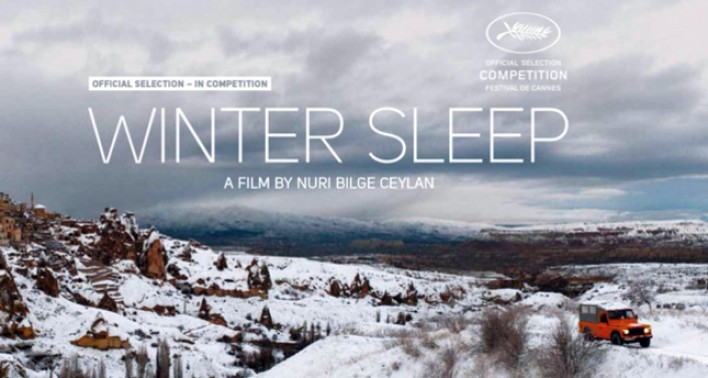 OFFICIAL SELECTION
COMPETITION
FESTIVAL DE CANNES
OFFICIAL SELECTION – IN COMPETITION
WINTER SLEEP
A FILM BY NURI BILGE CEYLAN